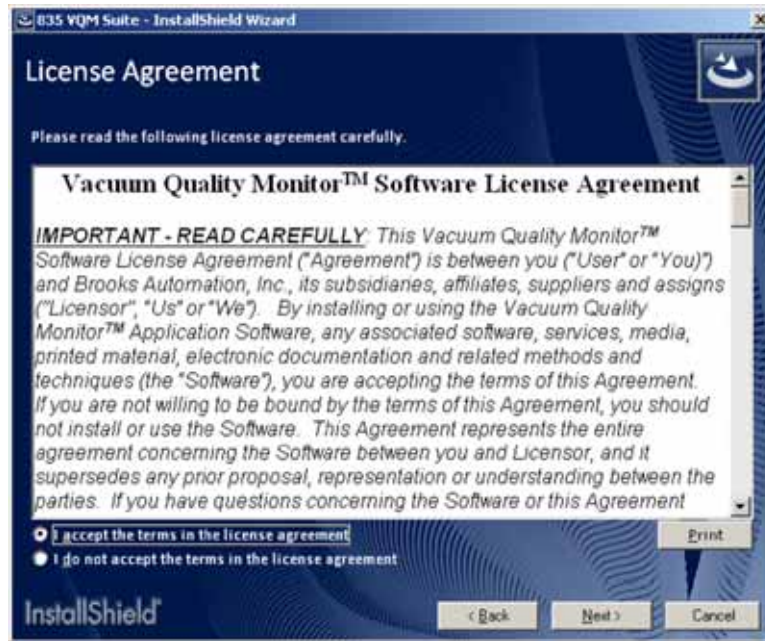 835 VQM Suite - InstallShield Wizard
License Agreement
Please read the following license agreement carefully.
Vacuum Quality Monitor™ Software License Agreement
IMPORTANT - READ CAREFULLY: This Vacuum Quality Monitor™
Software License Agreement ("Agreement") is between you ("User" or "You")
and Brooks Automation, Inc., its subsidiaries, affiliates, suppliers and assigns
("Licensor", "Us" or "We"). By installing or using the Vacuum Quality
Monitor™ Application Software, any associated software, services, media,
printed material, electronic documentation and related methods and
techniques (the "Software"), you are accepting the terms of this Agreement.
If you are not willing to be bound by the terms of this Agreement, you should
not install or use the Software. This Agreement represents the entire
agreement concerning the Software between you and Licensor, and it
supersedes any prior proposal, representation or understanding between the
parties. If you have questions concerning the Software or this Agreement
I accept the terms in the license agreement
Print
I do not accept the terms in the license agreement
InstallShield
< Back
Next >
Cancel